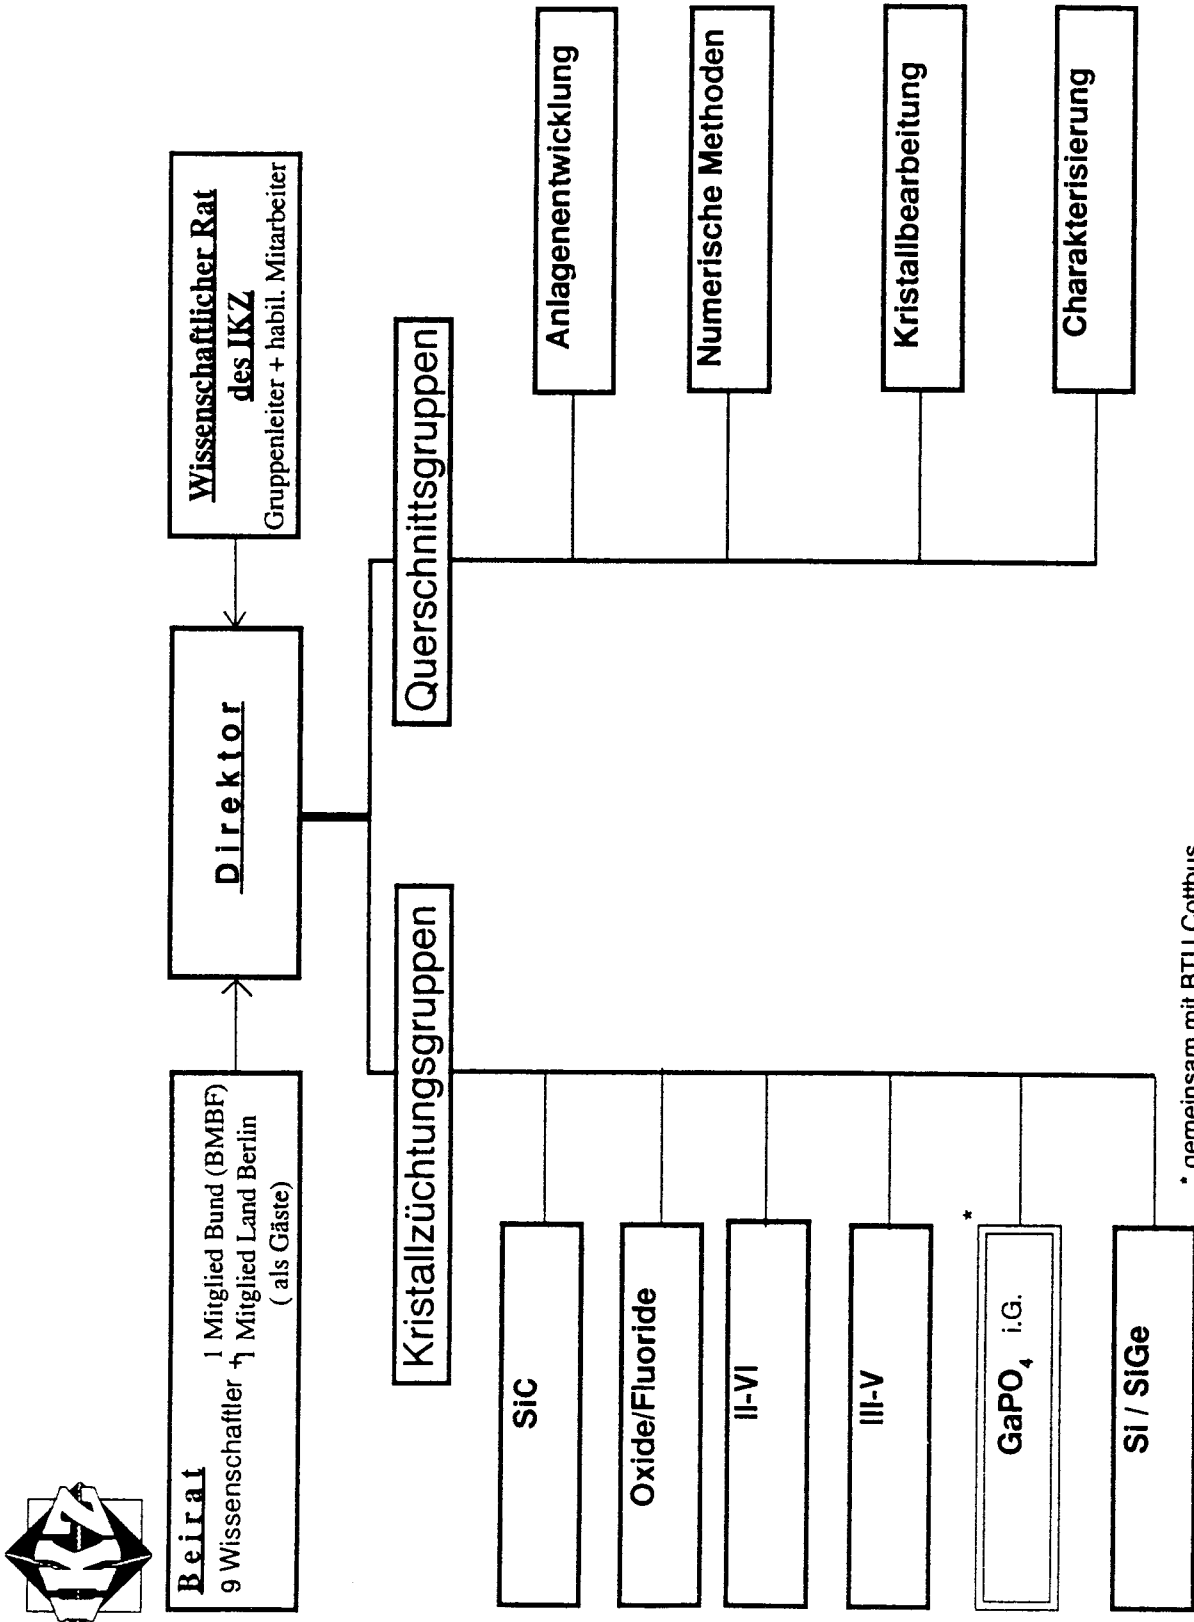 IKZ
Beirat
9 Wissenschaftler + 1 Mitglied Bund (BMBF)
1 Mitglied Land Berlin
( als Gäste)
Direktor
Wissenschaftlicher Rat
des IKZ
Gruppenleiter + habil. Mitarbeiter
Kristallzüchtungsgruppen
Querschnittsgruppen
SiC
Oxide/Fluoride
II-VI
III-V
*
GaPO₄ i.G.
Si / SiGe
Anlagenentwicklung
Numerische Methoden
Kristallbearbeitung
Charakterisierung
* gemeinsam mit BTU Cottbus